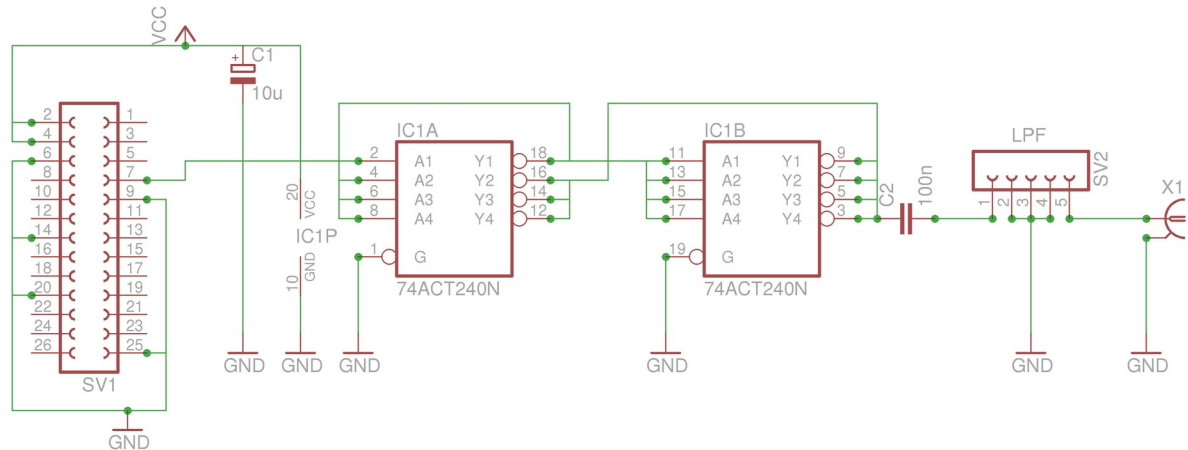 VCC
+
C1
10u
2 1
4 3
6 5
8 7
10 9
12 11
14 13
16 15
18 17
20 19
22 21
24 23
26 25
SV1
GND
GND
20
VCC
IC1P
10
GND
GND
IC1A
2 A1 Y1 18
4 A2 Y2 16
6 A3 Y3 14
8 A4 Y4 12
1 G
74ACT240N
GND
IC1B
11 A1 Y1 9
13 A2 Y2 7
15 A3 Y3 5
17 A4 Y4 3
19 G
74ACT240N
GND
C2
100n
LPF
1 2 3 4 5
SV2
GND
X1
GND